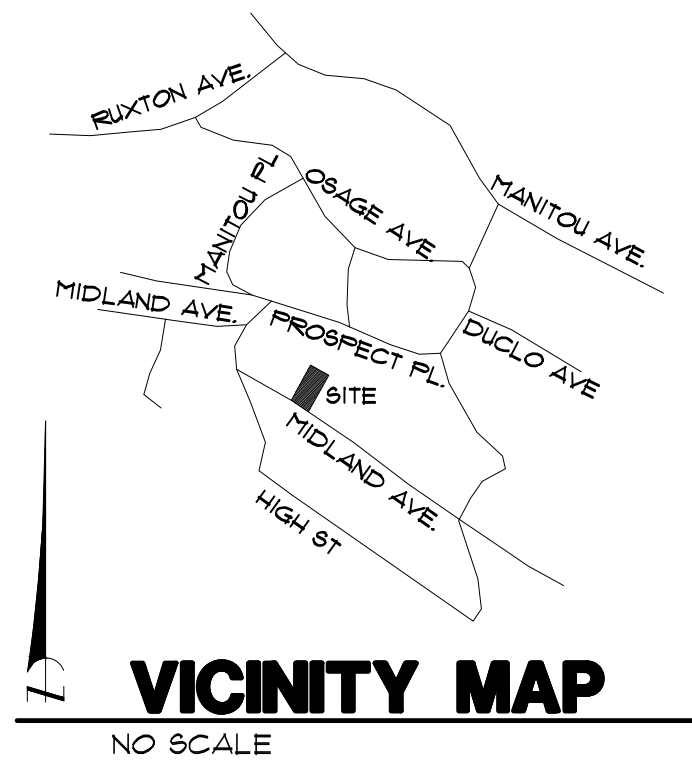 RUXTON AVE.
MANITOU PL
OSAGE AVE.
MANITOU AVE.
MIDLAND AVE.
PROSPECT PL.
DUCLO AVE
SITE
MIDLAND AVE.
HIGH ST
Z
VICINITY MAP
NO SCALE